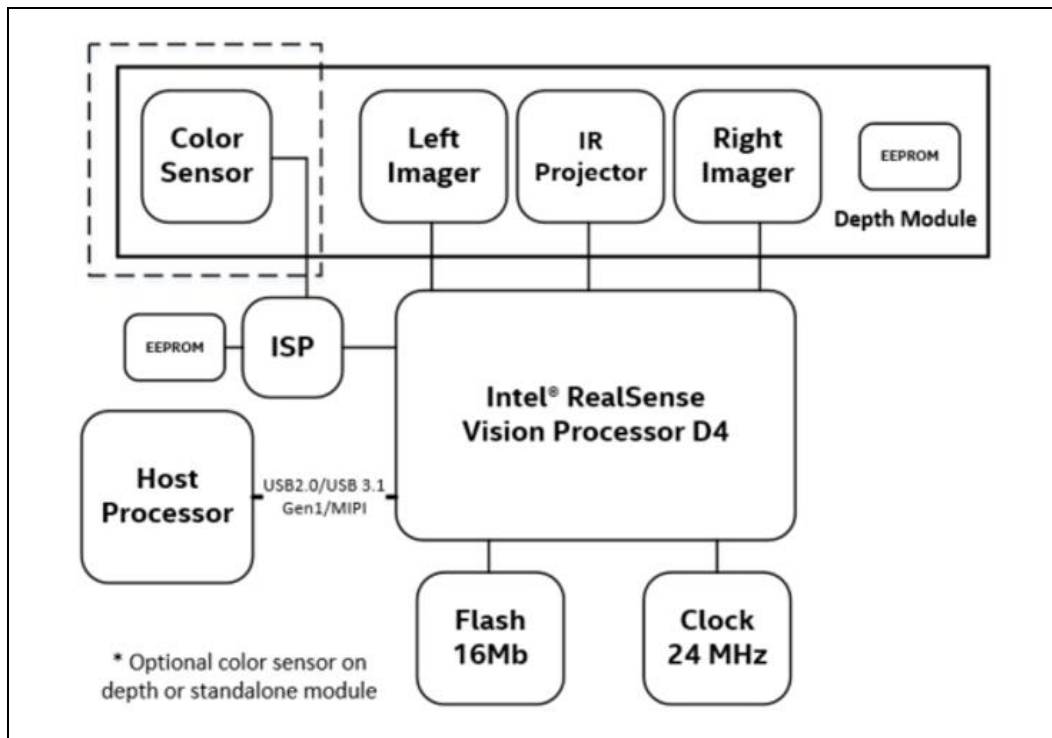 Color
Sensor
Left
Imager
IR
Projector
Right
Imager
EEPROM
Depth Module
EEPROM
ISP
Intel® RealSense
Vision Processor D4
Host
Processor
USB2.0/USB 3.1
Gen1/MIPI
Flash
16Mb
Clock
24 MHz
* Optional color sensor on
depth or standalone module